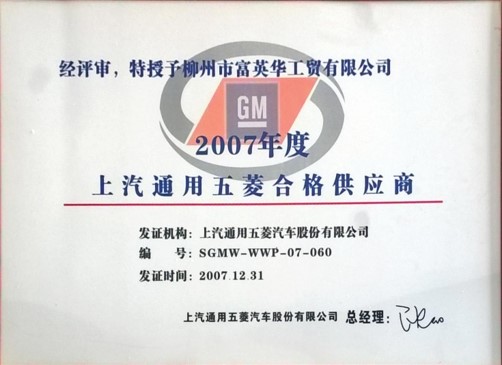 经评审，特授予柳州市富英华工贸有限公司
GM
2007年度
上汽通用五菱合格供应商
发证机构：上汽通用五菱汽车股份有限公司
编 号：SGMW-WWP-07-060
发证时间：2007.12.31
上汽通用五菱汽车股份有限公司 总经理：